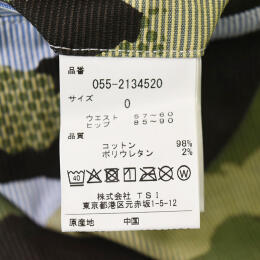 品番
055-2134520
サイズ
0
ウエスト 57~60
ヒップ 85~90
品質
コットン 98%
ポリウレタン 2%
40
株式会社 TSI
東京都港区元赤坂1-5-12
原産地 中国